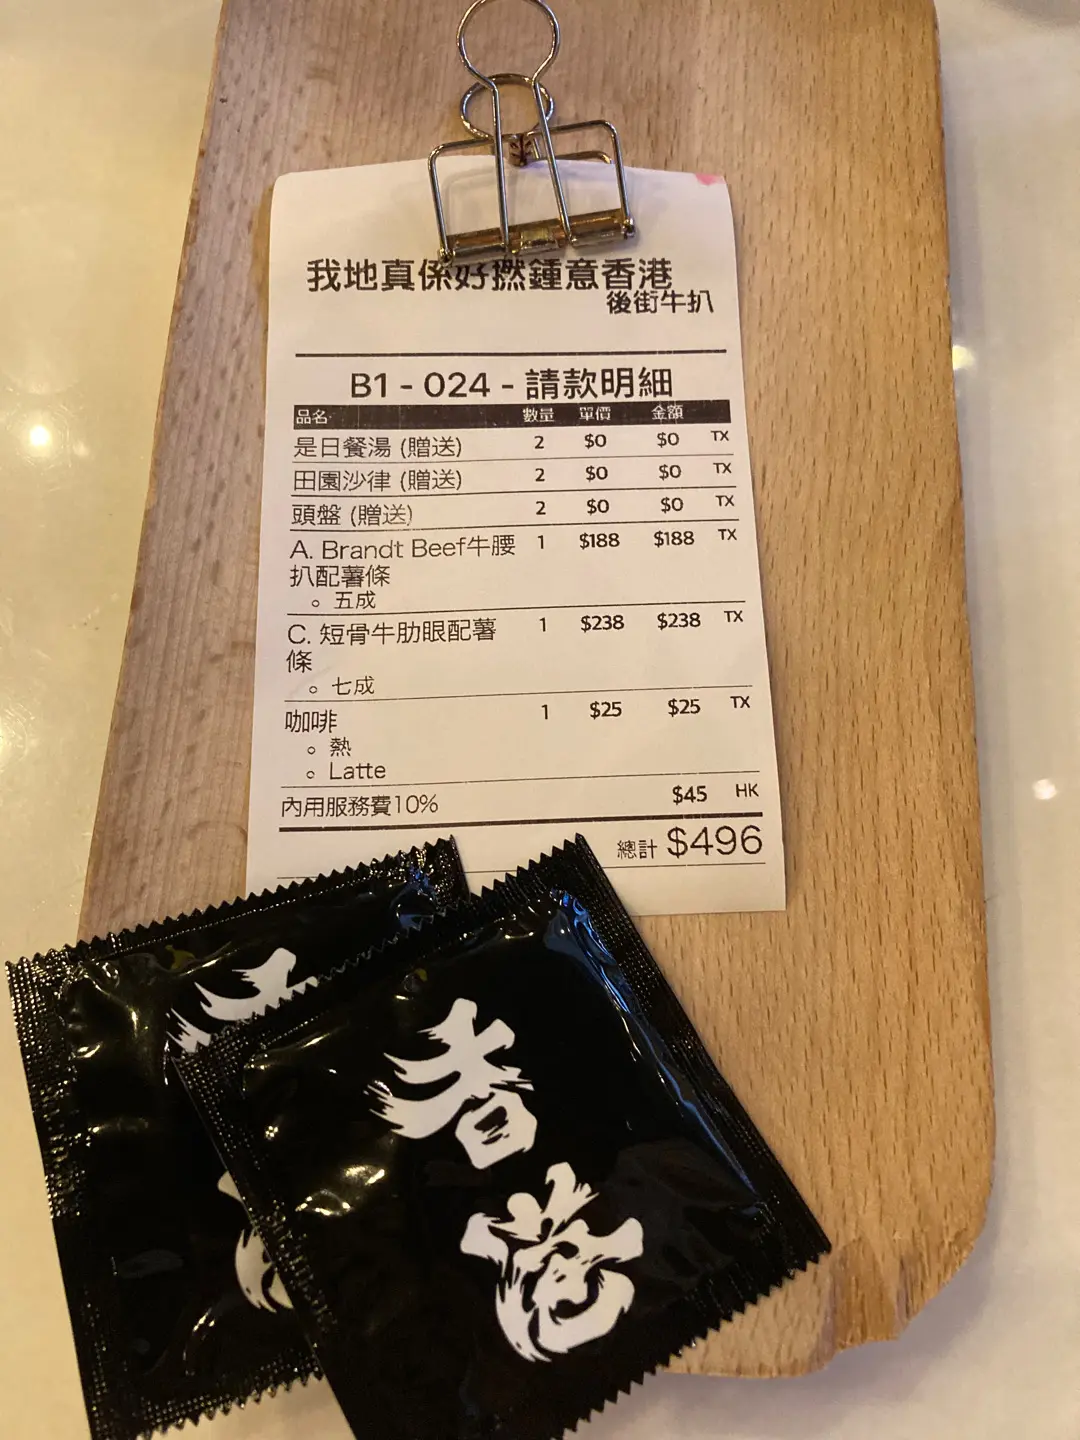 我地真係好撚鍾意香港
後街牛扒
B1 - 024 - 請款明細
品名 數量 單價 金額
是日餐湯 (贈送) 2 $0 $0 TX
田園沙律 (贈送) 2 $0 $0 TX
頭盤 (贈送) 2 $0 $0 TX
A. Brandt Beef牛腰 1 $188 $188 TX
扒配薯條
○ 五成
C. 短骨牛肋眼配薯 1 $238 $238 TX
條
○ 七成
咖啡 1 $25 $25 TX
○ 熱
○ Latte
內用服務費10% $45 HK
總計 $496
香
港